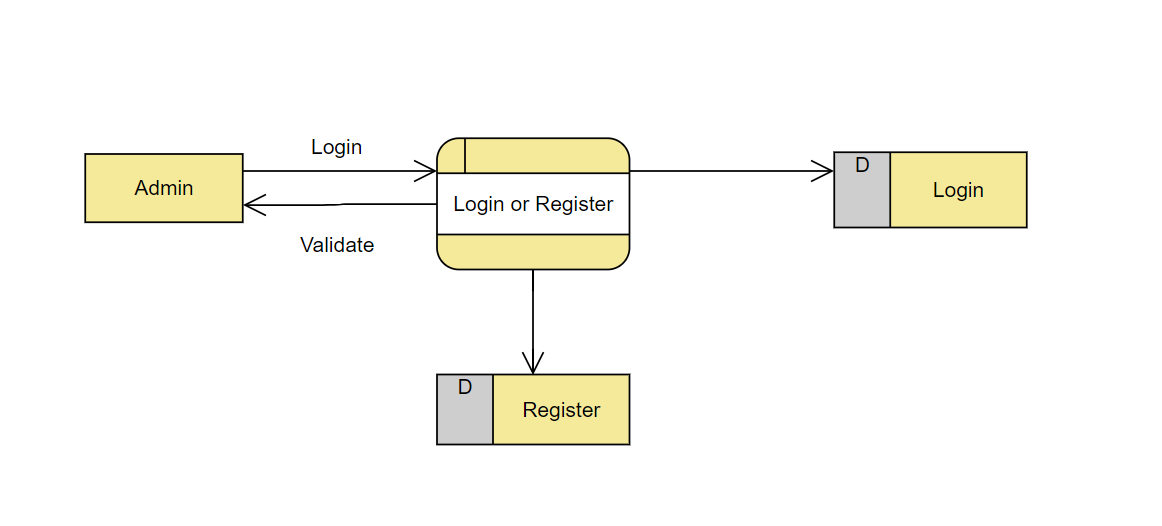 Login
Admin
Login or Register
Validate
D
Login
D
Register